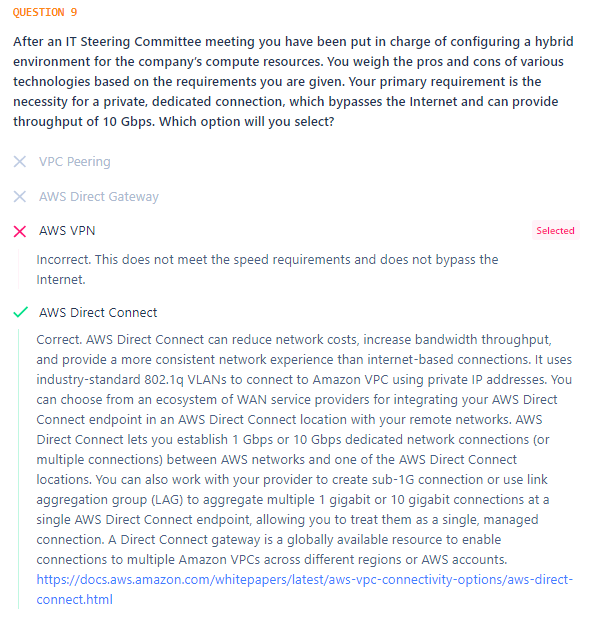 QUESTION 9
After an IT Steering Committee meeting you have been put in charge of configuring a hybrid
environment for the company's compute resources. You weigh the pros and cons of various
technologies based on the requirements you are given. Your primary requirement is the
necessity for a private, dedicated connection, which bypasses the Internet and can provide
throughput of 10 Gbps. Which option will you select?
VPC Peering
AWS Direct Gateway
AWS VPN
Selected
Incorrect. This does not meet the speed requirements and does not bypass the
Internet.
AWS Direct Connect
Correct. AWS Direct Connect can reduce network costs, increase bandwidth throughput,
and provide a more consistent network experience than internet-based connections. It uses
industry-standard 802.1q VLANs to connect to Amazon VPC using private IP addresses. You
can choose from an ecosystem of WAN service providers for integrating your AWS Direct
Connect endpoint in an AWS Direct Connect location with your remote networks. AWS
Direct Connect lets you establish 1 Gbps or 10 Gbps dedicated network connections (or
multiple connections) between AWS networks and one of the AWS Direct Connect
locations. You can also work with your provider to create sub-1G connection or use link
aggregation group (LAG) to aggregate multiple 1 gigabit or 10 gigabit connections at a
single AWS Direct Connect endpoint, allowing you to treat them as a single, managed
connection. A Direct Connect gateway is a globally available resource to enable
connections to multiple Amazon VPCs across different regions or AWS accounts.
https://docs.aws.amazon.com/whitepapers/latest/aws-vpc-connectivity-options/aws-direct-
connect.html